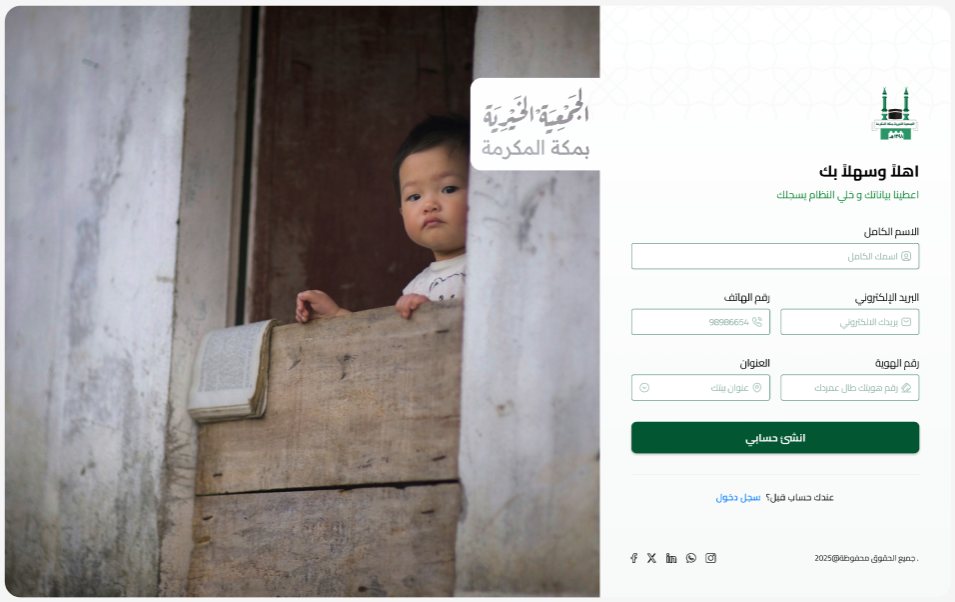 الجمعية الخيرية
بمكة المكرمة
اهلاً وسهلاً بك
اعطينا بياناتك و خلي النظام يسجلك
الاسم الكامل
اسمك الكامل
البريد الإلكتروني
رقم الهاتف
بريدك الالكتروني
98986654
رقم الهوية
العنوان
رقم هويتك طال عمرك
عنوان بيتك
انشئ حسابي
عندك حساب قبل؟ سجل دخول
. جميع الحقوق محفوظة@2025